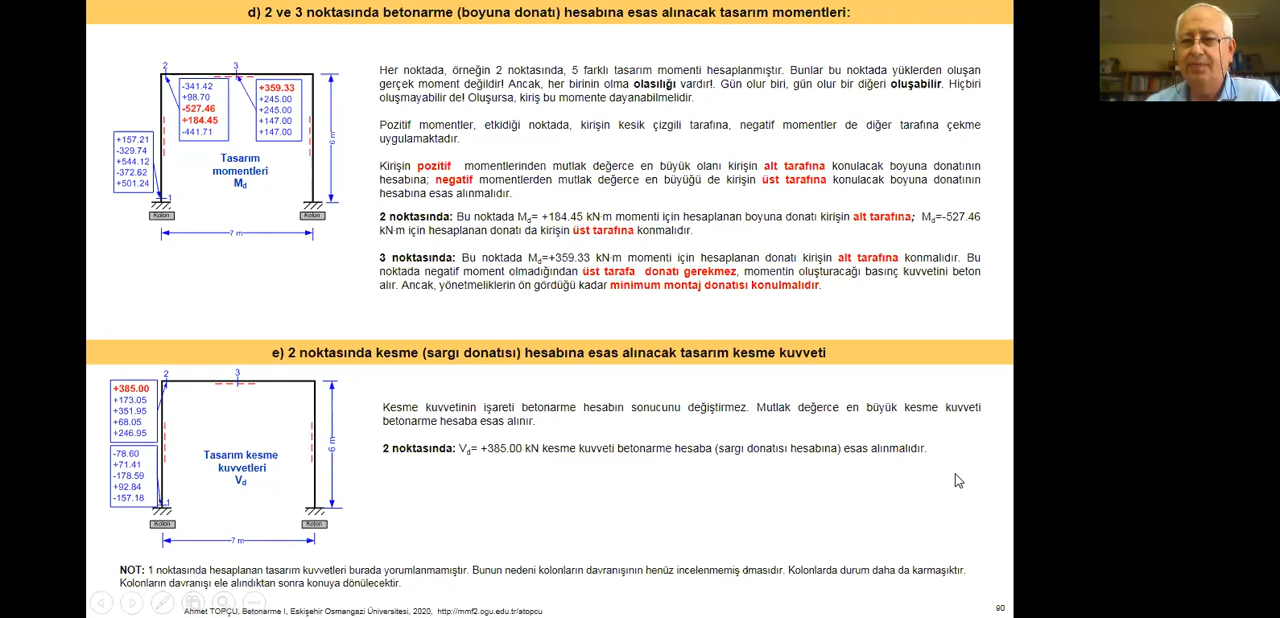 d) 2 ve 3 noktasında betonarme (boyuna donatı) hesabına esas alınacak tasarım momentleri:
2
3
-341.42
+98.70
-527.46
+184.45
-441.71
+359.33
+245.00
+245.00
+147.00
+147.00
+157.21
-329.74
+544.12
-372.62
+501.24
Tasarım
momentleri
Md
1
6 m
Kolon
Kolon
7 m
Her noktada, örneğin 2 noktasında, 5 farklı tasarım momenti hesaplanmıştır. Bunlar bu noktada yüklerden oluşan
gerçek moment değildir! Ancak, her birinin olma olasılığı vardır!. Gün olur biri, gün olur bir diğeri oluşabilir. Hiçbiri
oluşmayabilir de! Oluşursa, kiriş bu momente dayanabilmelidir.
Pozitif momentler, etkidiği noktada, kirişin kesik çizgili tarafına, negatif momentler de diğer tarafına çekme
uygulamaktadır.
Kirişin pozitif momentlerinden mutlak değerce en büyük olanı kirişin alt tarafına konulacak boyuna donatının
hesabına; negatif momentlerden mutlak değerce en büyüğü de kirişin üst tarafına konulacak boyuna donatının
hesabına esas alınmalıdır.
2 noktasında: Bu noktada Md= +184.45 kN·m momenti için hesaplanan boyuna donatı kirişin alt tarafına; Md=-527.46
kN·m için hesaplanan donatı da kirişin üst tarafına konmalıdır.
3 noktasında: Bu noktada Md=+359.33 kN·m momenti için hesaplanan donatı kirişin alt tarafına konmalıdır. Bu
noktada negatif moment olmadığından üst tarafa donatı gerekmez, momentin oluşturacağı basınç kuvvetini beton
alır. Ancak, yönetmeliklerin ön gördüğü kadar minimum montaj donatısı konulmalıdır.
e) 2 noktasında kesme (sargı donatısı) hesabına esas alınacak tasarım kesme kuvveti
2
3
+385.00
+173.05
+351.95
+68.05
+246.95
-78.60
+71.41
-178.59
+92.84
-157.18
Tasarım kesme
kuvvetleri
Vd
1
6 m
Kolon
Kolon
7 m
Kesme kuvvetinin işareti betonarme hesabın sonucunu değiştirmez. Mutlak değerce en büyük kesme kuvveti
betonarme hesaba esas alınır.
2 noktasında: Vd= +385.00 kN kesme kuvveti betonarme hesaba (sargı donatısı hesabına) esas alınmalıdır.
NOT: 1 noktasında hesaplanan tasarım kuvvetleri burada yorumlanmamıştır. Bunun nedeni kolonların davranışının henüz incelenmemiş dmasıdır. Kolonlarda durum daha da karmaşıktır.
Kolonların davranışı ele alındıktan sonra konuya dönülecektir.
Ahmet TOPÇU, Betonarme I, Eskişehir Osmangazi Üniversitesi, 2020, http://mmf2.ogu.edu.tr/atopcu
90